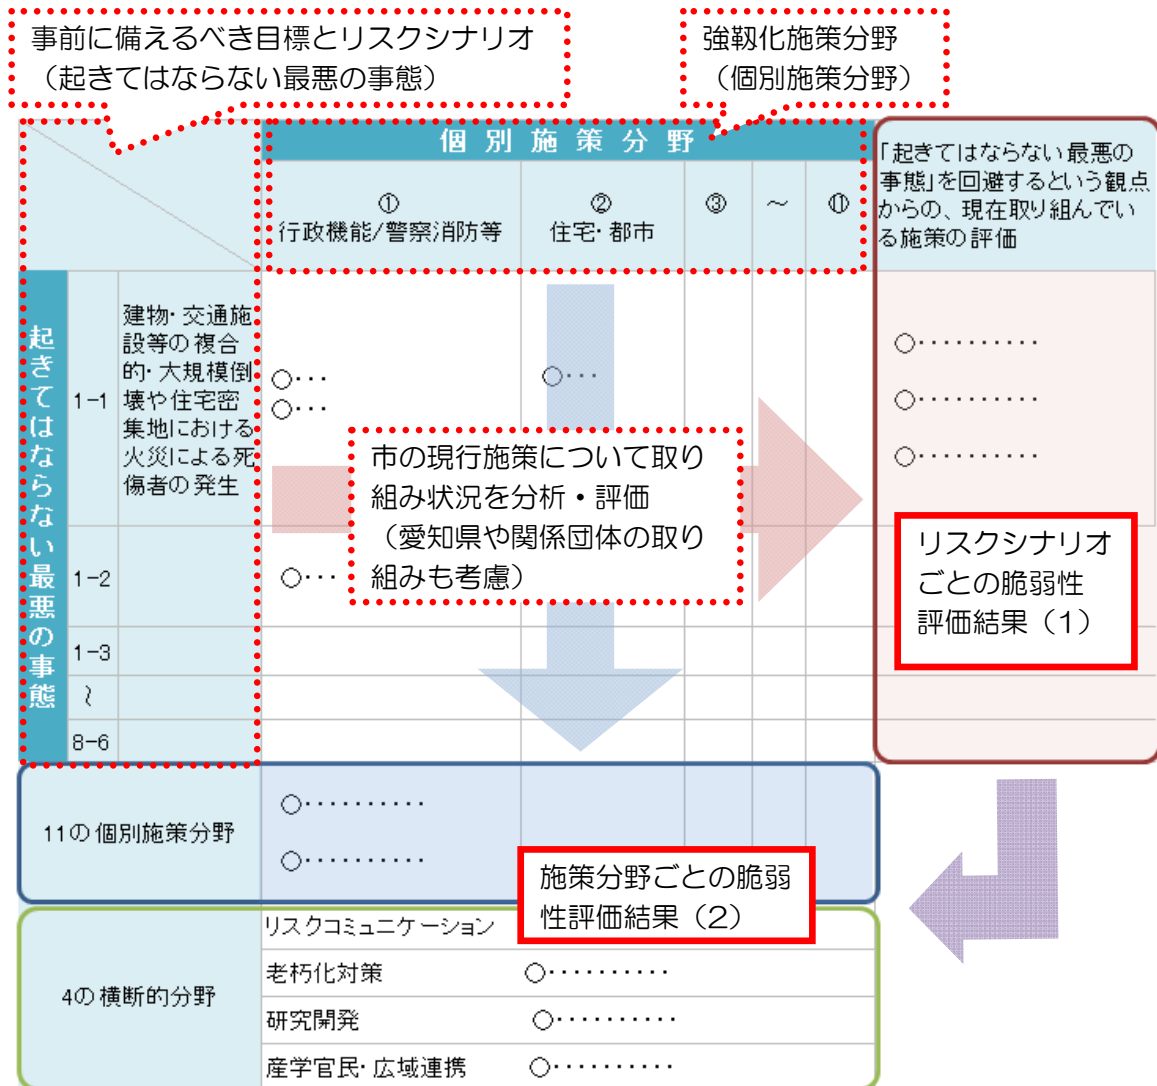 事前に備えるべき目標とリスクシナリオ
（起きてはならない最悪の事態）
強靱化施策分野
（個別施策分野）
個別施策分野
①
行政機能/警察消防等
②
住宅・都市
③
～
⑪
「起きてはならない最悪の
事態」を回避するという観点
からの、現在取り組んでい
る施策の評価
起きてはならない最悪の事態
1-1
建物・交通施
設等の複合
的・大規模倒
壊や住宅密
集地における
火災による死
傷者の発生
○･･･
○･･･
○･･･
○･･････････
○･･････････
○･･････････
市の現行施策について取り
組み状況を分析・評価
（愛知県や関係団体の取り
組みも考慮）
リスクシナリオ
ごとの脆弱性
評価結果（1）
1-2
○･･･
1-3
～
8-6
11の個別施策分野
○･･････････
○･･････････
施策分野ごとの脆弱
性評価結果（2）
4の横断的分野
リスクコミュニケーション
老朽化対策
○･･････････
研究開発
○･･････････
産学官民・広域連携
○･･････････